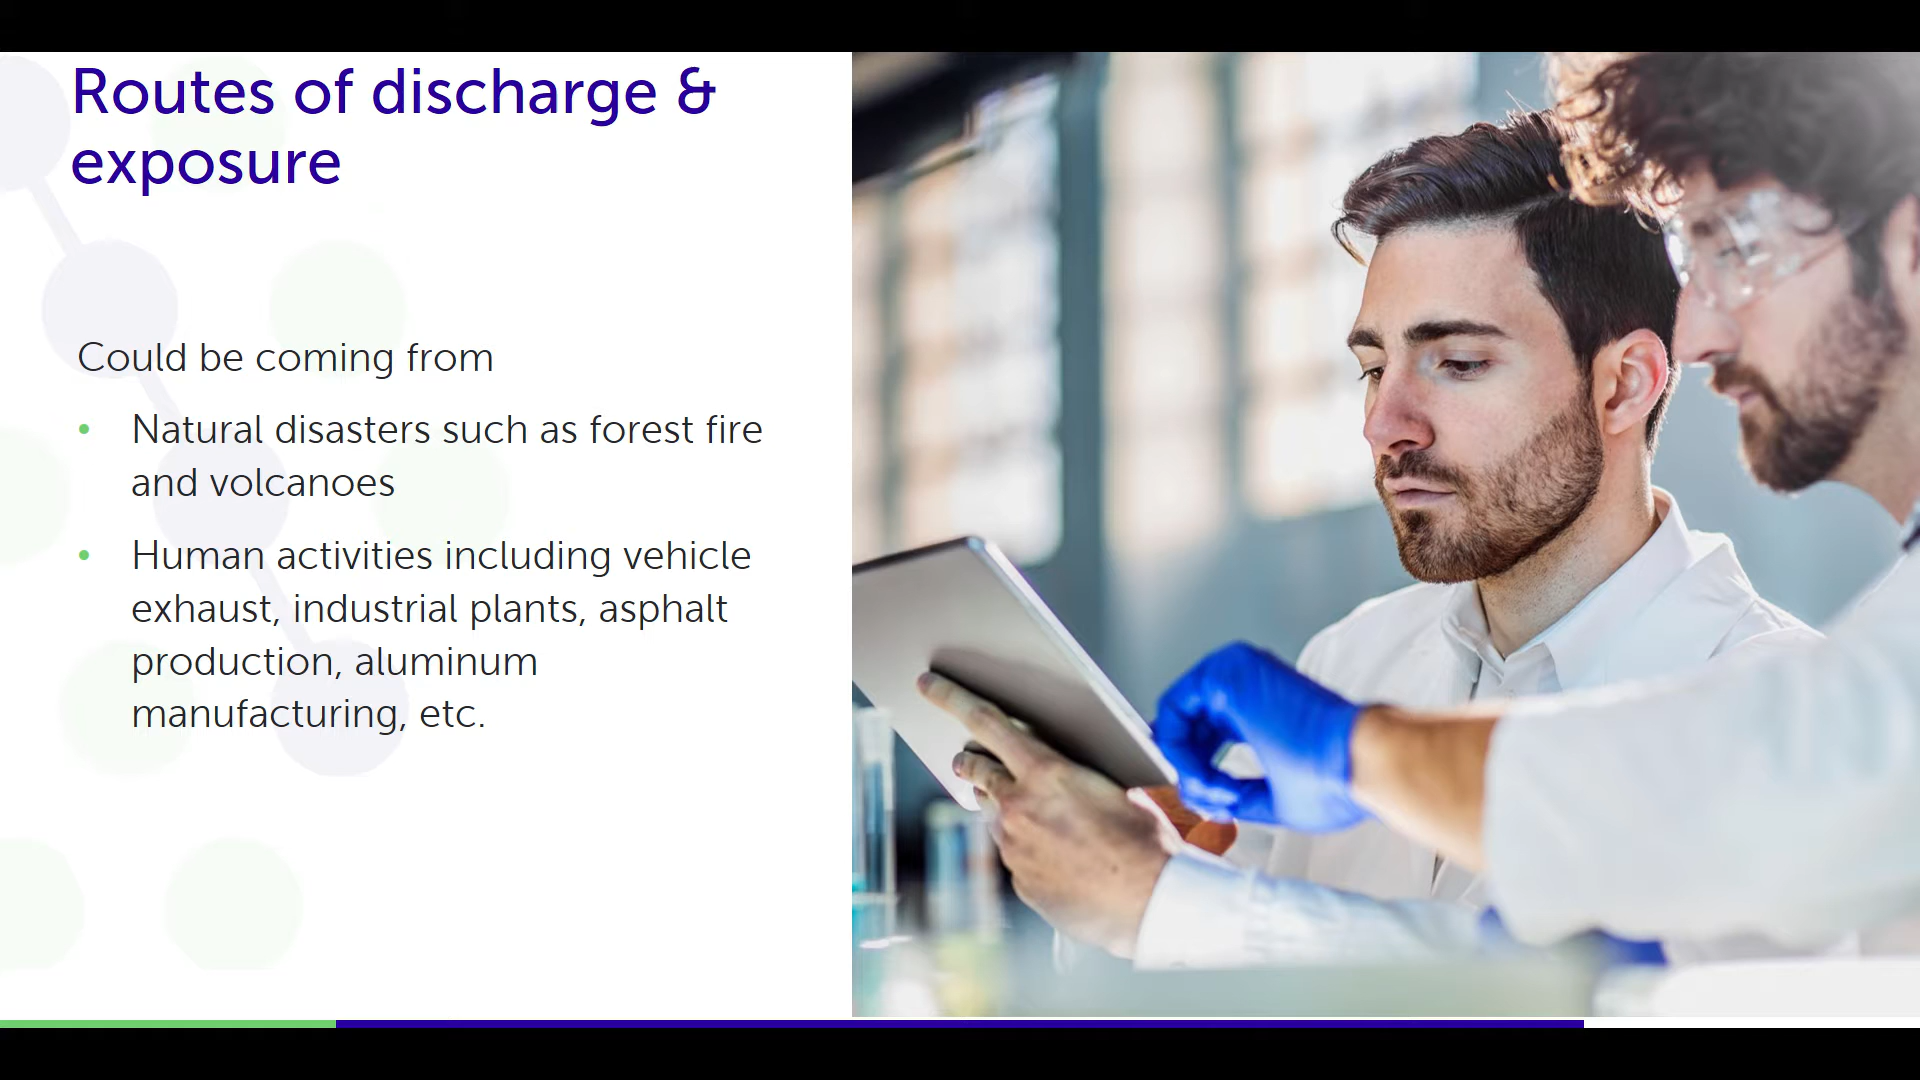 Routes of discharge &
exposure
Could be coming from
• Natural disasters such as forest fire
and volcanoes
• Human activities including vehicle
exhaust, industrial plants, asphalt
production, aluminum
manufacturing, etc.